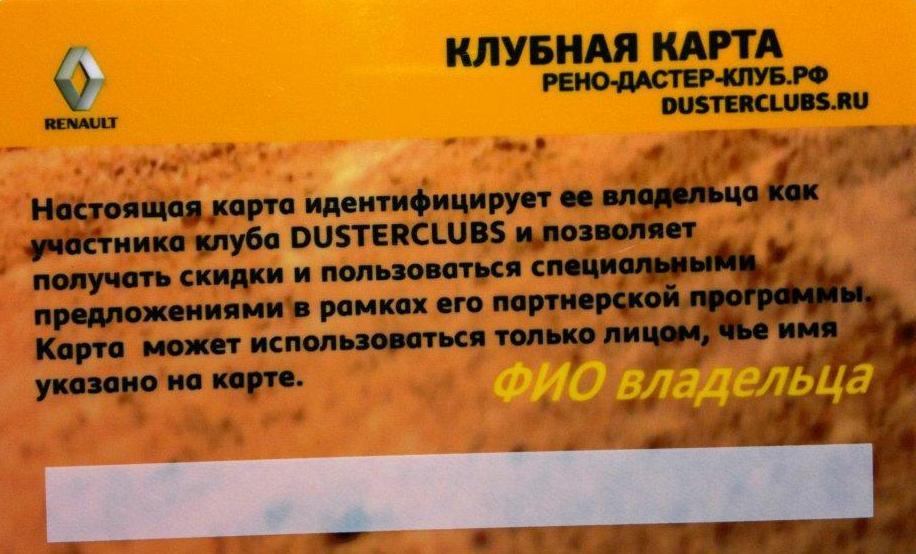 КЛУБНАЯ КАРТА
РЕНО-ДАСТЕР-КЛУБ.РФ
DUSTERCLUBS.RU
RENAULT
Настоящая карта идентифицирует ее владельца как
участника клуба DUSTERCLUBS и позволяет
получать скидки и пользоваться специальными
предложениями в рамках его партнерской программы.
Карта может использоваться только лицом, чье имя
указано на карте.
ФИО владельца